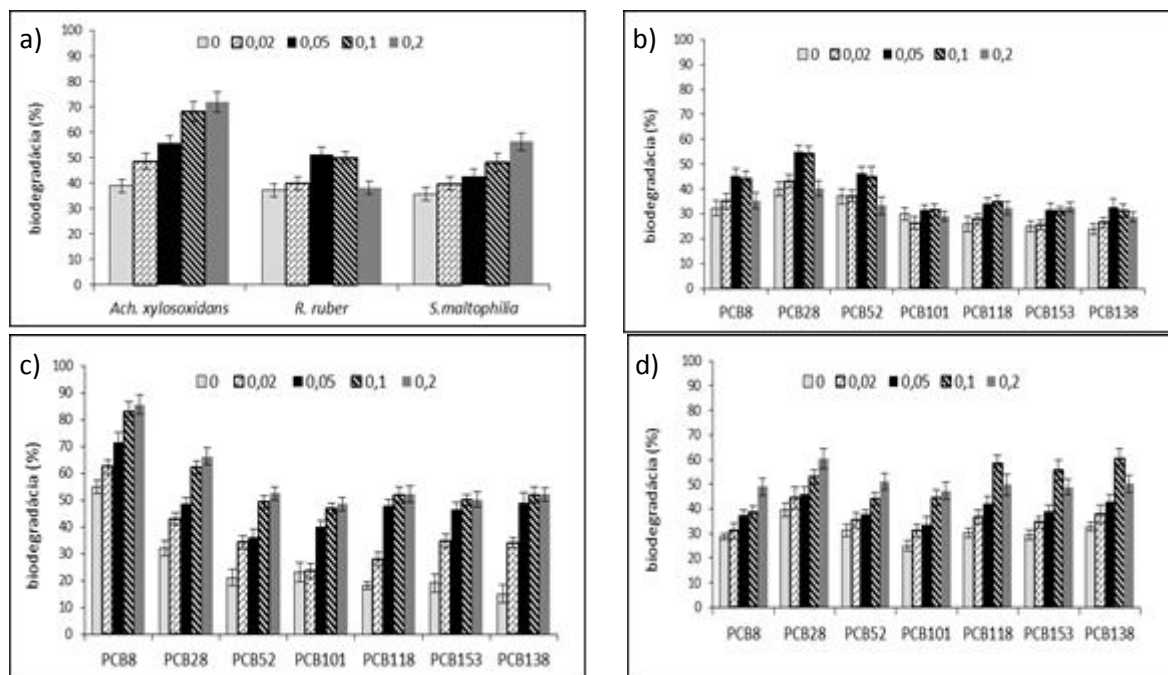 a)
0 0,02 0,05 0,1 0,2
biodegradácia (%)
100
90
80
70
60
50
40
30
20
10
0
Ach. xylosoxidans R. ruber S.maltophilia
b)
0 0,02 0,05 0,1 0,2
biodegradácia (%)
100
90
80
70
60
50
40
30
20
10
0
PCB8 PCB28 PCB52 PCB101 PCB118 PCB153 PCB138
c)
0 0,02 0,05 0,1 0,2
biodegradácia (%)
100
90
80
70
60
50
40
30
20
10
0
PCB8 PCB28 PCB52 PCB101 PCB118 PCB153 PCB138
d)
0 0,02 0,05 0,1 0,2
biodegradácia (%)
100
90
80
70
60
50
40
30
20
10
0
PCB8 PCB28 PCB52 PCB101 PCB118 PCB153 PCB138